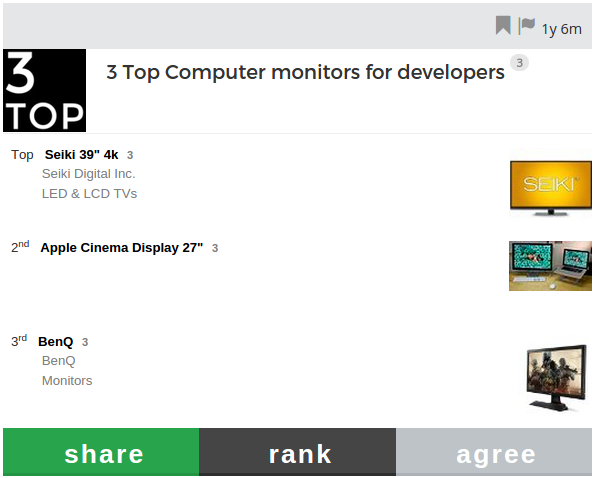 1y 6m
3
TOP
3 Top Computer monitors for developers 3
Top Seiki 39" 4k 3
Seiki Digital Inc.
LED & LCD TVs
SEIKI
2nd Apple Cinema Display 27" 3
3rd BenQ 3
BenQ
Monitors
share rank agree